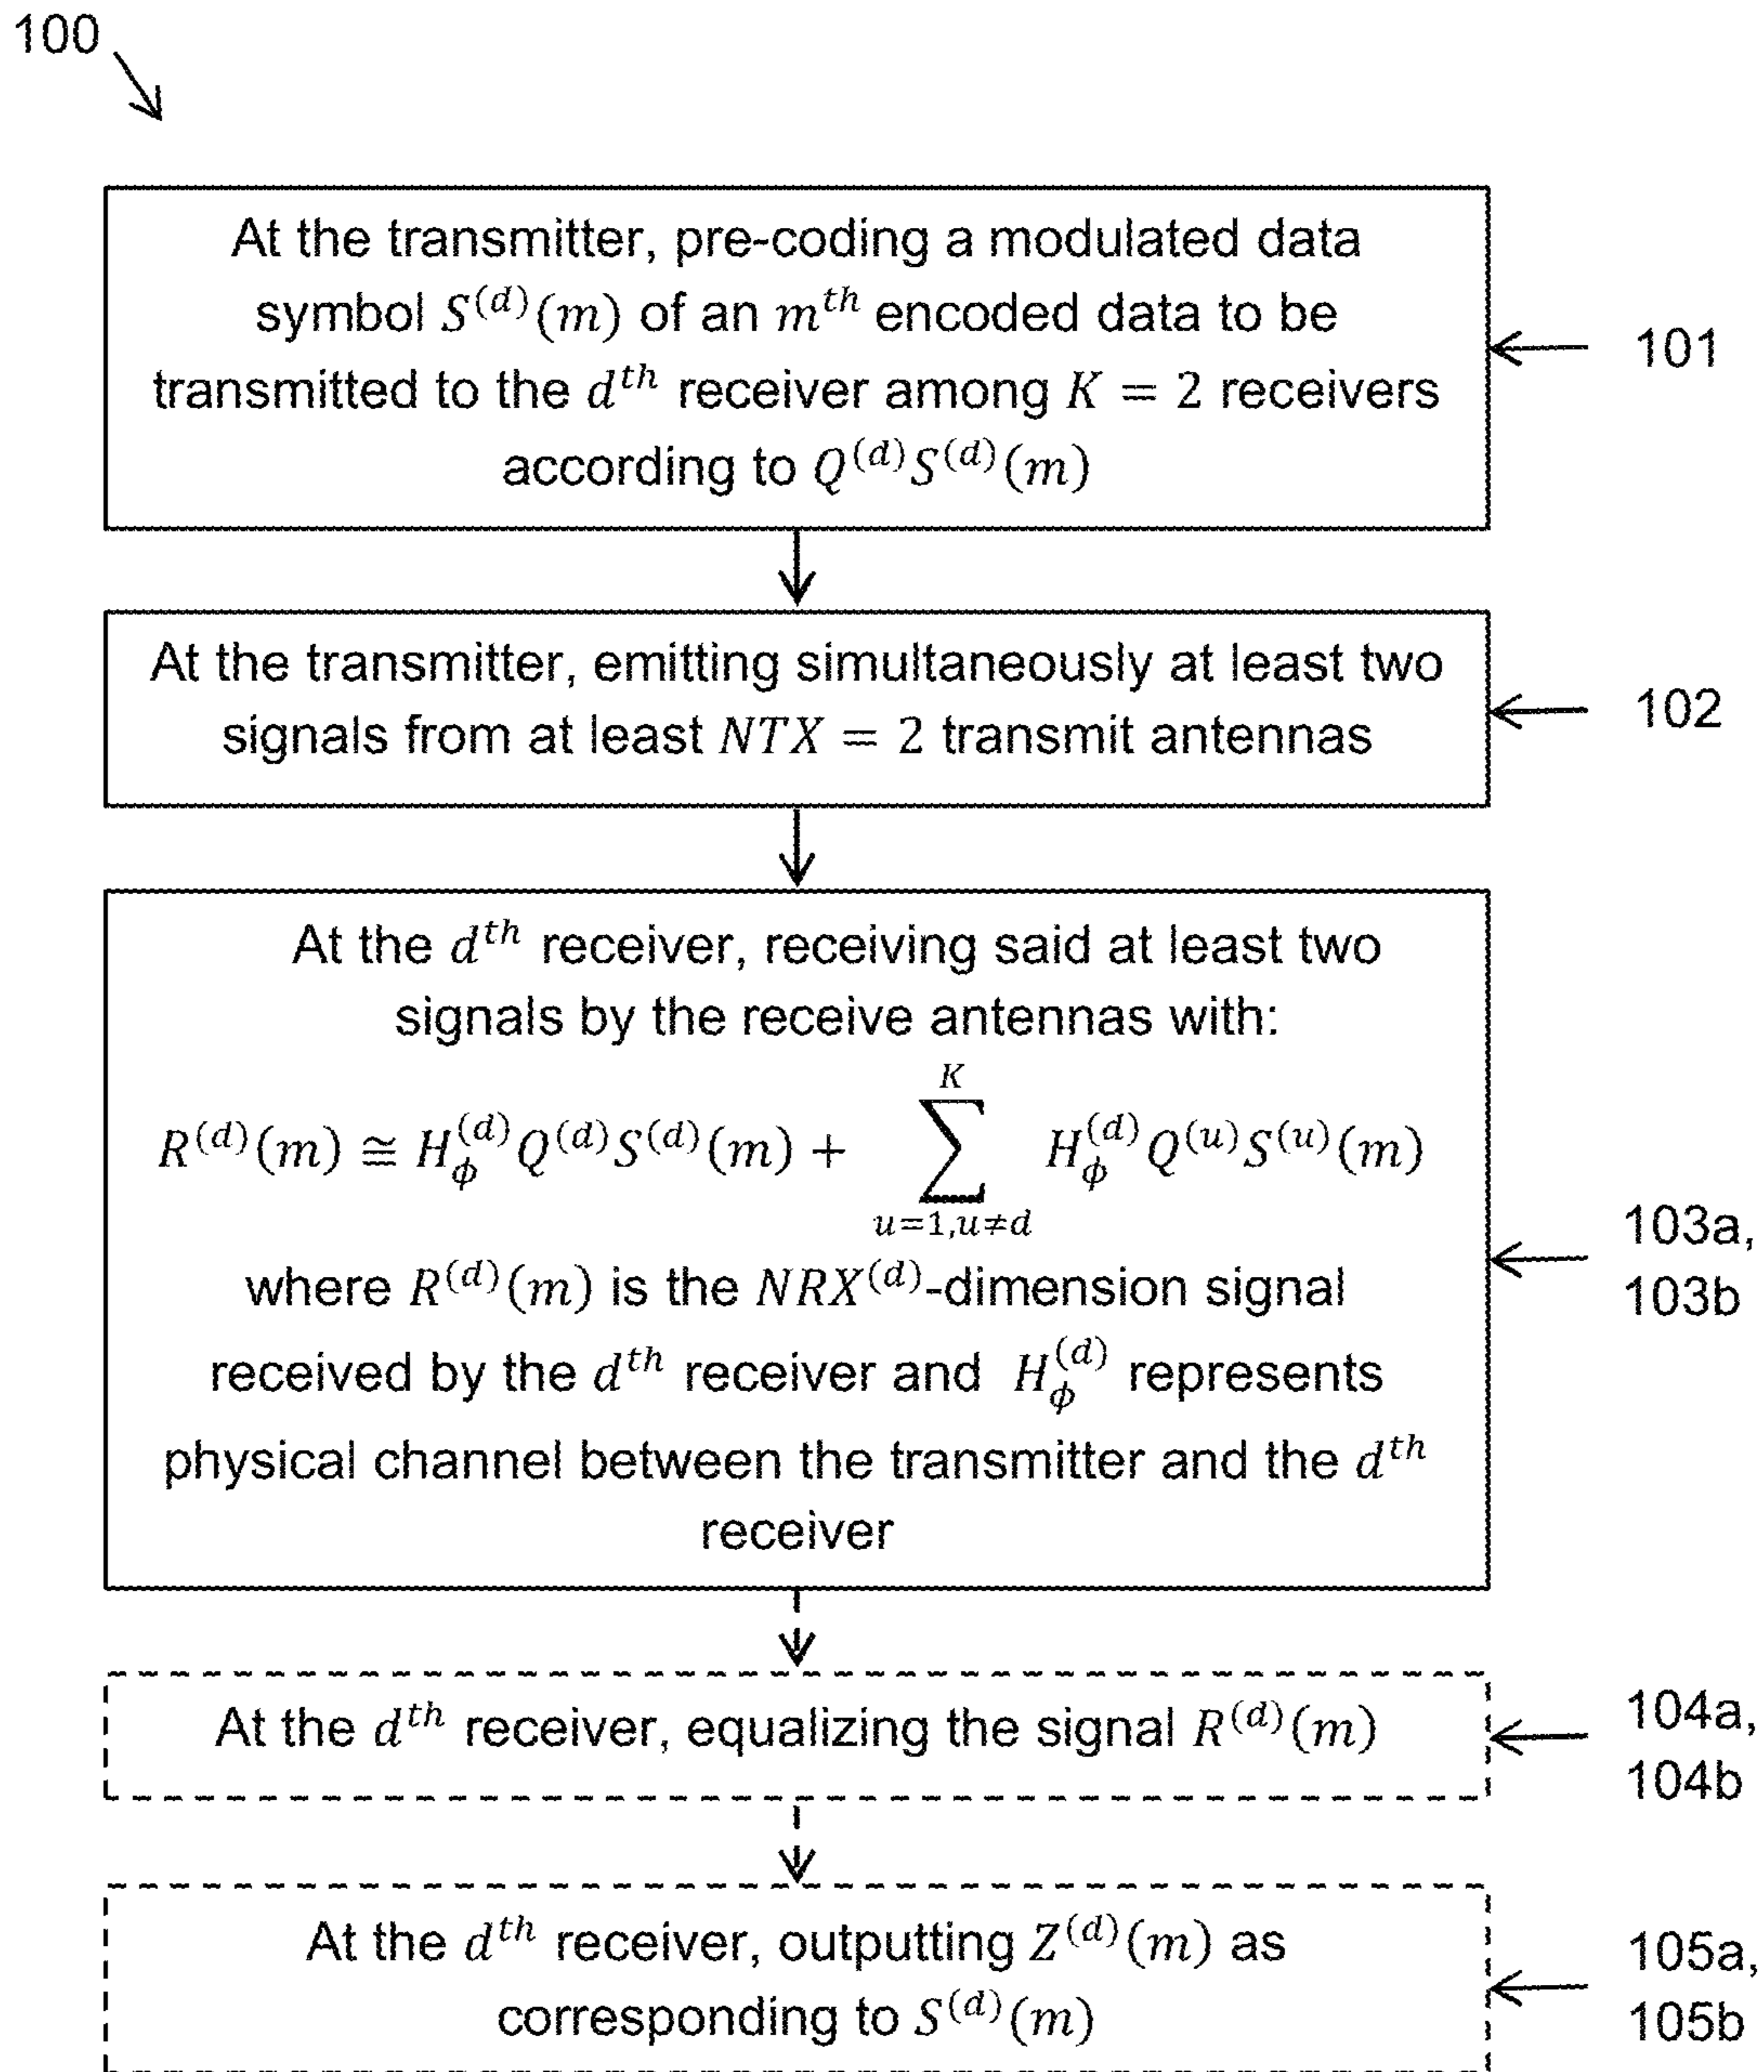 100
At the transmitter, pre-coding a modulated data
symbol S^{(d)}(m) of an m^{th} encoded data to be
transmitted to the d^{th} receiver among K = 2 receivers
according to Q^{(d)}S^{(d)}(m)
101
At the transmitter, emitting simultaneously at least two
signals from at least NTX = 2 transmit antennas
102
At the d^{th} receiver, receiving said at least two
signals by the receive antennas with:
R^{(d)}(m) ≅ H_ϕ^{(d)}Q^{(d)}S^{(d)}(m) + ∑_{u=1,u≠d}^{K} H_ϕ^{(d)}Q^{(u)}S^{(u)}(m)
where R^{(d)}(m) is the NRX^{(d)}-dimension signal
received by the d^{th} receiver and H_ϕ^{(d)} represents
physical channel between the transmitter and the d^{th}
receiver
103a,
103b
At the d^{th} receiver, equalizing the signal R^{(d)}(m)
104a,
104b
At the d^{th} receiver, outputting Z^{(d)}(m) as
corresponding to S^{(d)}(m)
105a,
105b